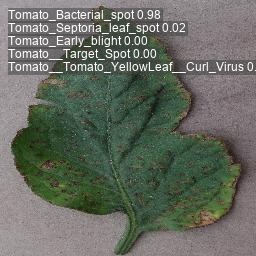 Tomato_Bacterial_spot 0.98
Tomato_Septoria_leaf_spot 0.02
Tomato_Early_blight 0.00
Tomato__Target_Spot 0.00
Tomato__Tomato_YellowLeaf__Curl_Virus 0.